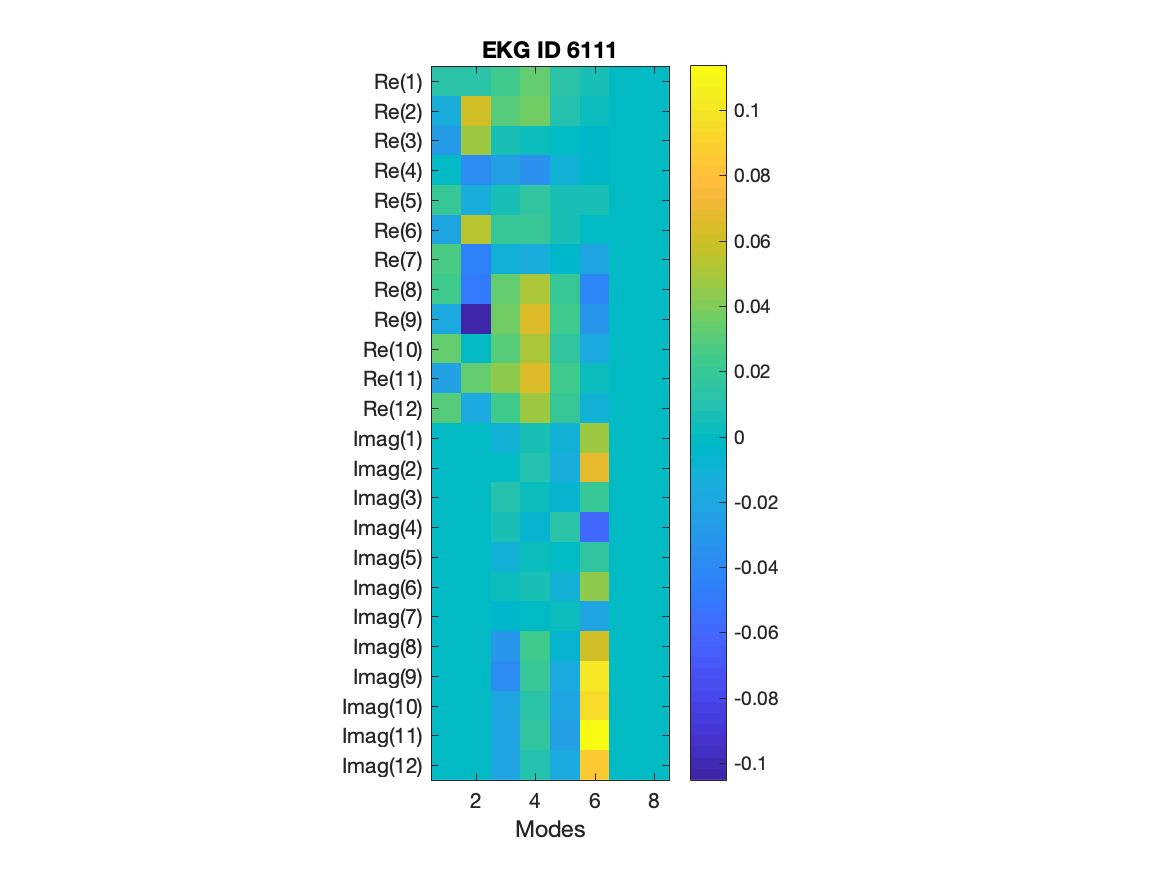 EKG ID 6111
Re(1)
Re(2)
Re(3)
Re(4)
Re(5)
Re(6)
Re(7)
Re(8)
Re(9)
Re(10)
Re(11)
Re(12)
Imag(1)
Imag(2)
Imag(3)
Imag(4)
Imag(5)
Imag(6)
Imag(7)
Imag(8)
Imag(9)
Imag(10)
Imag(11)
Imag(12)
2 4 6 8
Modes
0.1
0.08
0.06
0.04
0.02
0
-0.02
-0.04
-0.06
-0.08
-0.1